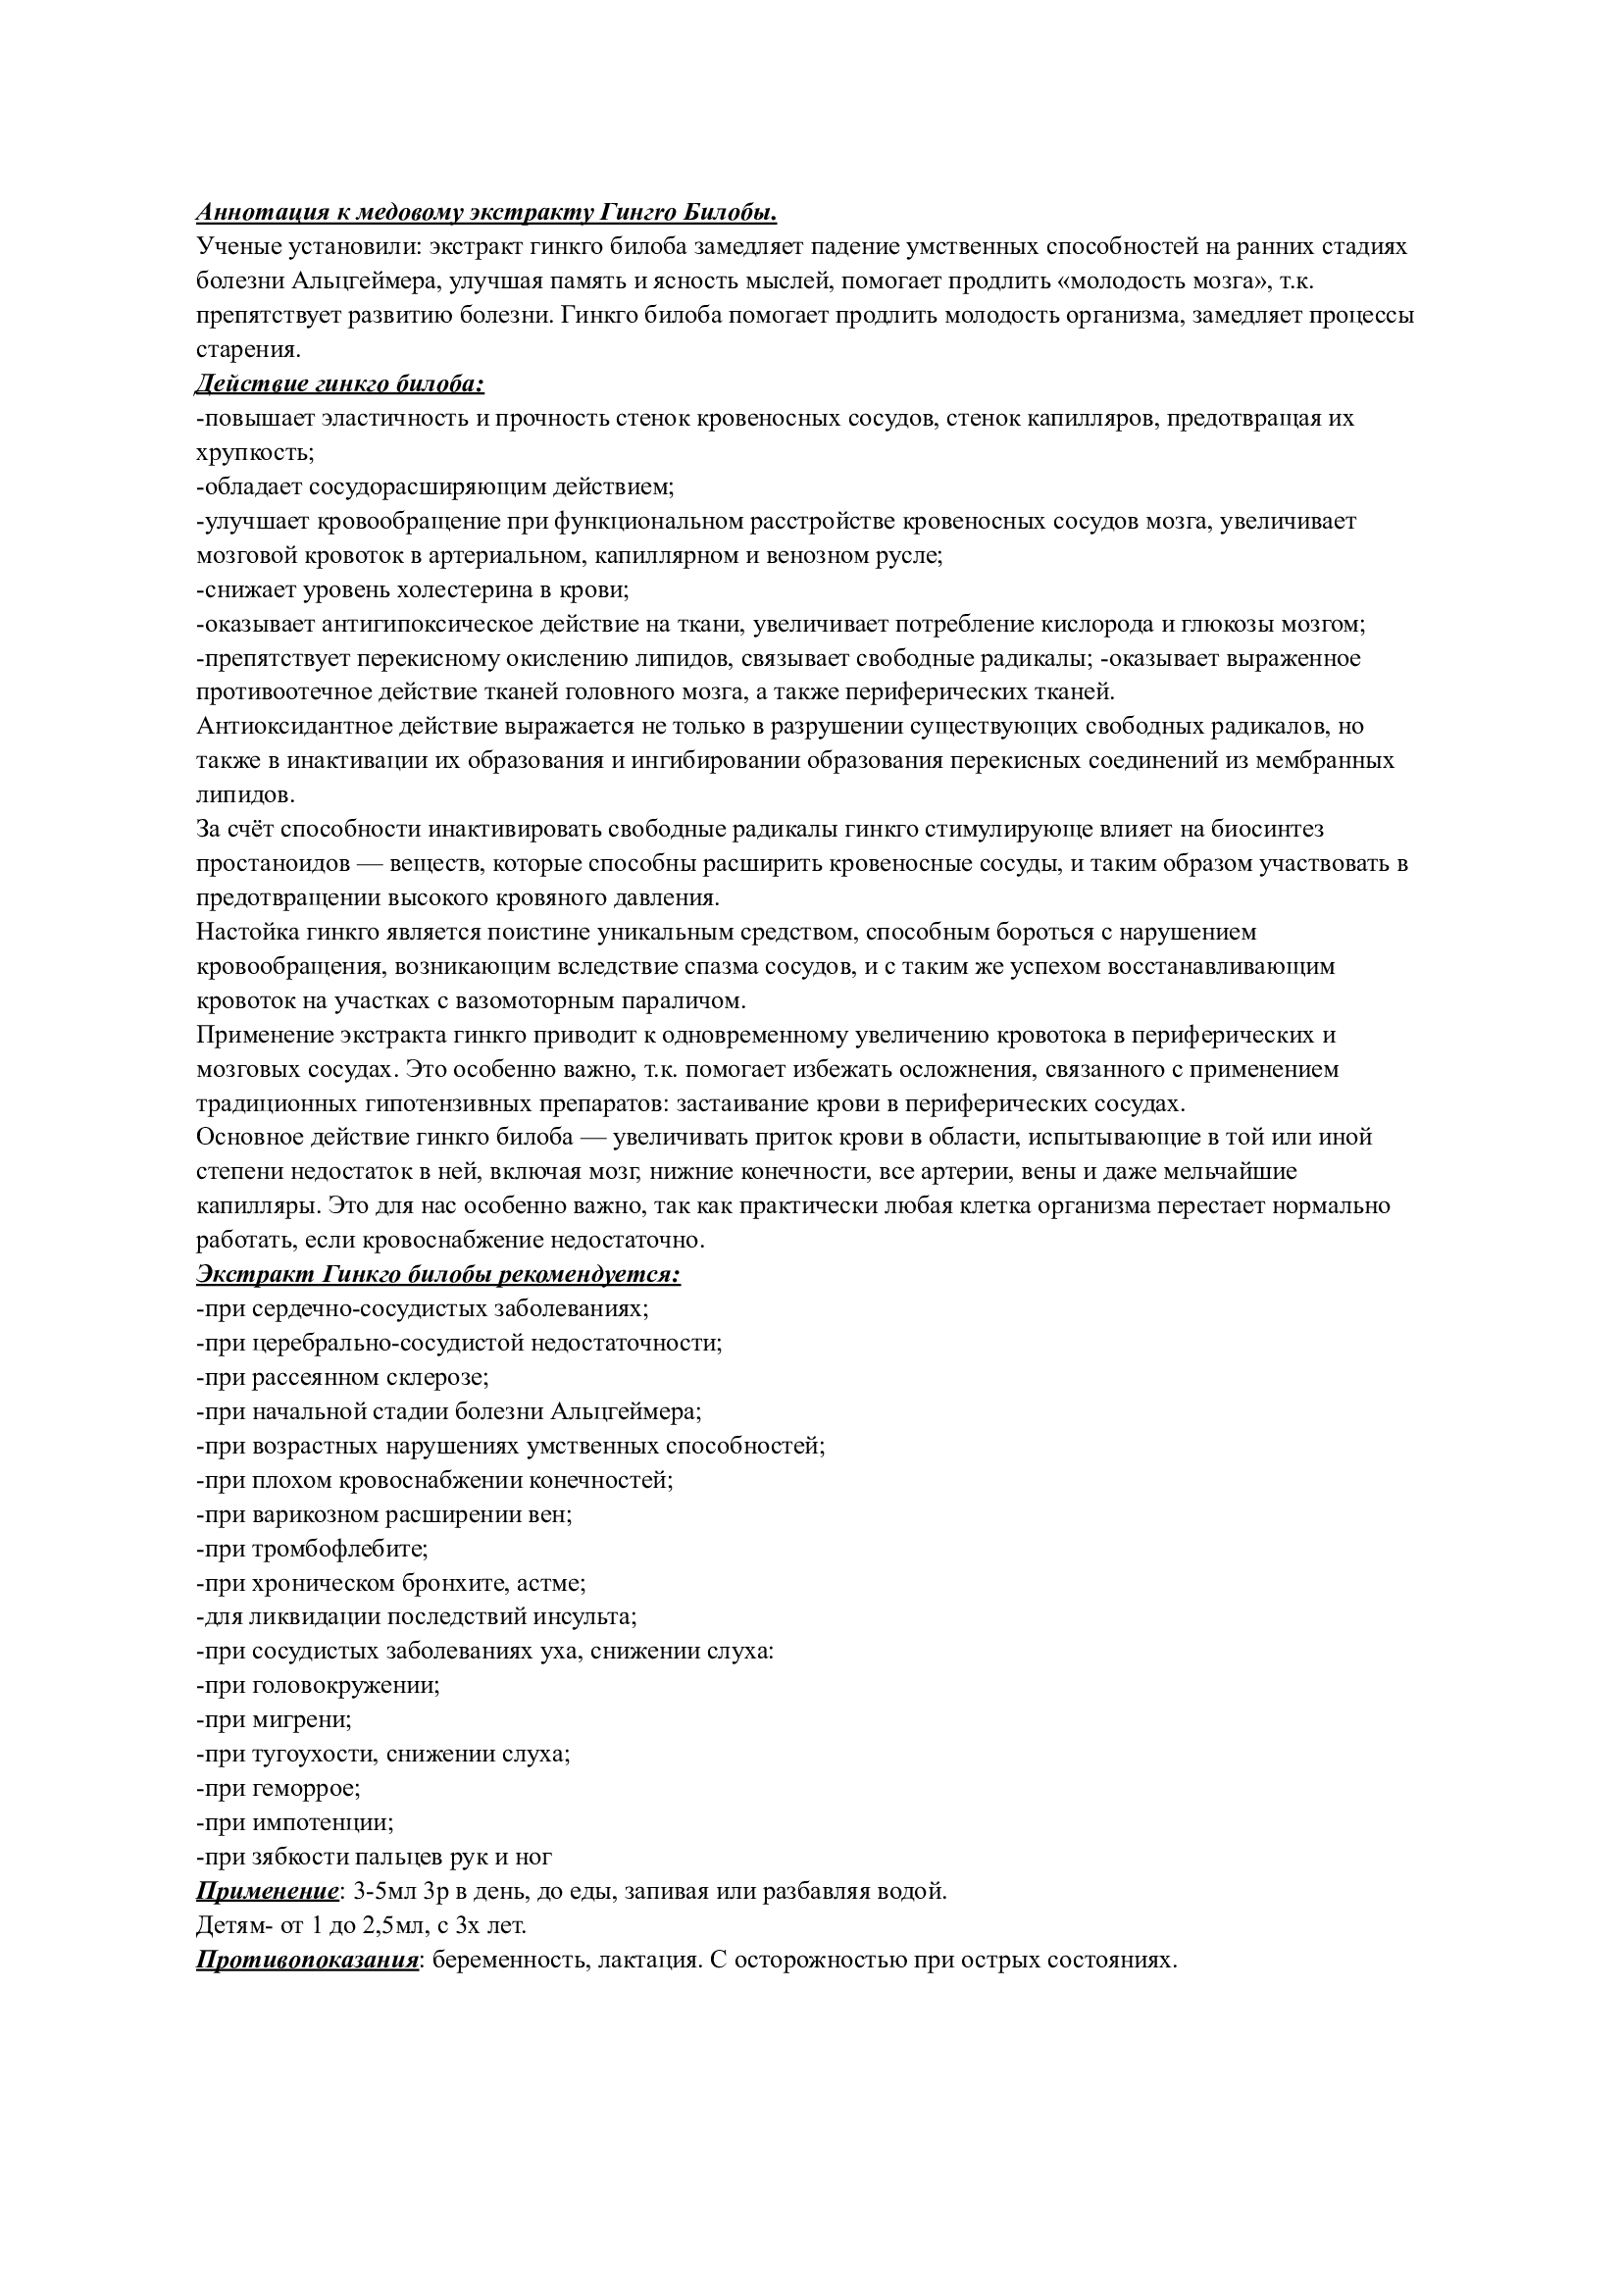 Аннотация к медовому экстракту Гингго Билобы.
Ученые установили: экстракт гинкго билоба замедляет падение умственных способностей на ранних стадиях
болезни Альцгеймера, улучшая память и ясность мыслей, помогает продлить «молодость мозга», т.к.
препятствует развитию болезни. Гинкго билоба помогает продлить молодость организма, замедляет процессы
старения.
Действие гинкго билоба:
-повышает эластичность и прочность стенок кровеносных сосудов, стенок капилляров, предотвращая их
хрупкость;
-обладает сосудорасширяющим действием;
-улучшает кровообращение при функциональном расстройстве кровеносных сосудов мозга, увеличивает
мозговой кровоток в артериальном, капиллярном и венозном русле;
-снижает уровень холестерина в крови;
-оказывает антигипоксическое действие на ткани, увеличивает потребление кислорода и глюкозы мозгом;
-препятствует перекисному окислению липидов, связывает свободные радикалы; -оказывает выраженное
противоотечное действие тканей головного мозга, а также периферических тканей.
Антиоксидантное действие выражается не только в разрушении существующих свободных радикалов, но
также в инактивации их образования и ингибировании образования перекисных соединений из мембранных
липидов.
За счёт способности инактивировать свободные радикалы гинкго стимулирующе влияет на биосинтез
простаноидов — веществ, которые способны расширить кровеносные сосуды, и таким образом участвовать в
предотвращении высокого кровяного давления.
Настойка гинкго является поистине уникальным средством, способным бороться с нарушением
кровообращения, возникающим вследствие спазма сосудов, и с таким же успехом восстанавливающим
кровоток на участках с вазомоторным параличом.
Применение экстракта гинкго приводит к одновременному увеличению кровотока в периферических и
мозговых сосудах. Это особенно важно, т.к. помогает избежать осложнения, связанного с применением
традиционных гипотензивных препаратов: застаивание крови в периферических сосудах.
Основное действие гинкго билоба — увеличивать приток крови в области, испытывающие в той или иной
степени недостаток в ней, включая мозг, нижние конечности, все артерии, вены и даже мельчайшие
капилляры. Это для нас особенно важно, так как практически любая клетка организма перестает нормально
работать, если кровоснабжение недостаточно.
Экстракт Гинкго билобы рекомендуется:
-при сердечно-сосудистых заболеваниях;
-при церебрально-сосудистой недостаточности;
-при рассеянном склерозе;
-при начальной стадии болезни Альцгеймера;
-при возрастных нарушениях умственных способностей;
-при плохом кровоснабжении конечностей;
-при варикозном расширении вен;
-при тромбофлебите;
-при хроническом бронхите, астме;
-для ликвидации последствий инсульта;
-при сосудистых заболеваниях уха, снижении слуха:
-при головокружении;
-при мигрени;
-при тугоухости, снижении слуха;
-при геморрое;
-при импотенции;
-при зябкости пальцев рук и ног
Применение: 3-5мл 3р в день, до еды, запивая или разбавляя водой.
Детям- от 1 до 2,5мл, с 3х лет.
Противопоказания: беременность, лактация. С осторожностью при острых состояниях.